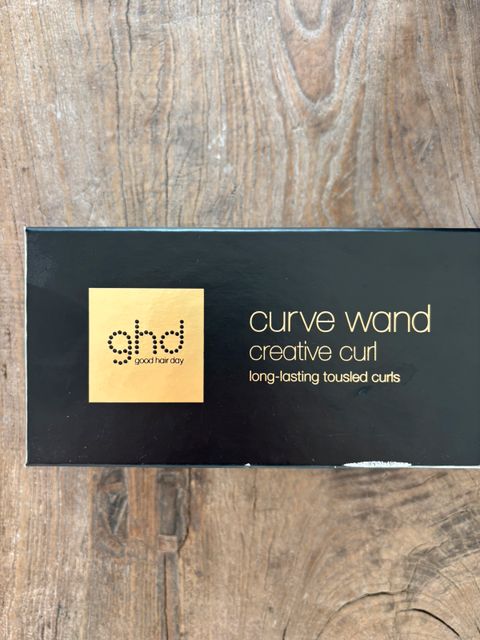 ghd
good hair day
curve wand
creative curl
long-lasting tousled curls